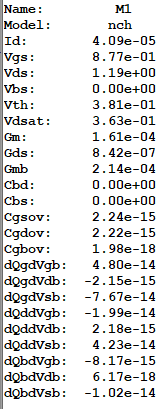 Name: M1
Model: nch
Id: 4.09e-05
Vgs: 8.77e-01
Vds: 1.19e+00
Vbs: 0.00e+00
Vth: 3.81e-01
Vdsat: 3.63e-01
Gm: 1.61e-04
Gds: 8.42e-07
Gmb 2.14e-04
Cbd: 0.00e+00
Cbs: 0.00e+00
Cgsov: 2.24e-15
Cgdov: 2.22e-15
Cgbov: 1.98e-18
dQgdVgb: 4.80e-14
dQgdVdb: -2.15e-15
dQgdVsb: -7.67e-14
dQddVgb: -1.99e-14
dQddVdb: 2.18e-15
dQddVsb: 4.23e-14
dQbdVgb: -8.17e-15
dQbdVdb: 6.17e-18
dQbdVsb: -1.02e-14